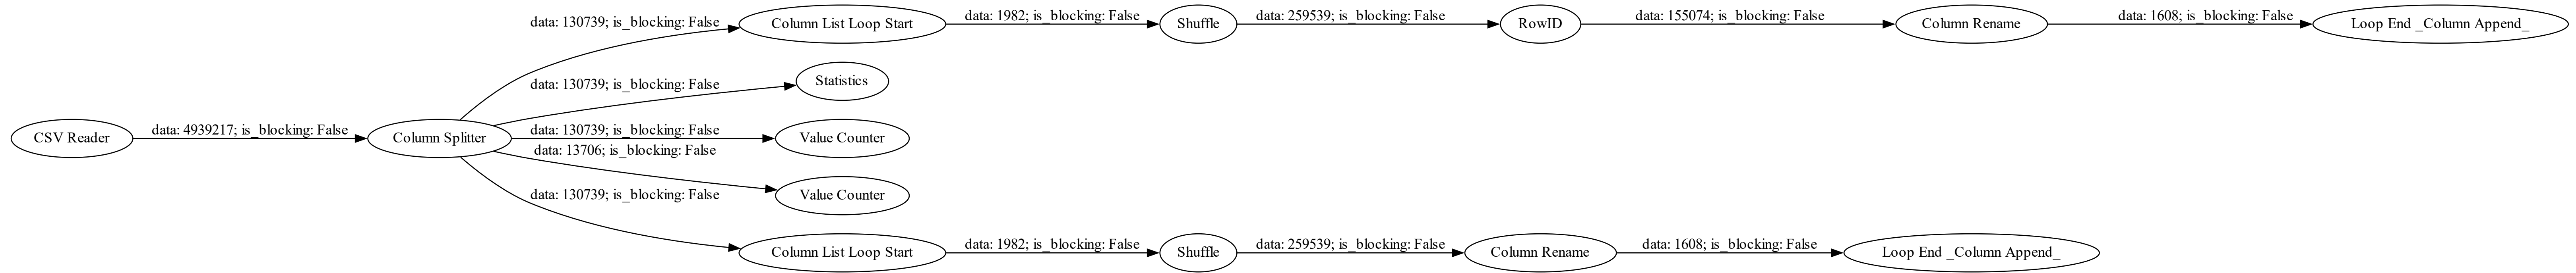 data: 130739; is_blocking: False
Column List Loop Start
data: 1982; is_blocking: False
Shuffle
data: 259539; is_blocking: False
RowID
data: 155074; is_blocking: False
Column Rename
data: 1608; is_blocking: False
Loop End _Column Append_
data: 130739; is_blocking: False
Statistics
CSV Reader
data: 4939217; is_blocking: False
Column Splitter
data: 130739; is_blocking: False
Value Counter
data: 13706; is_blocking: False
Value Counter
data: 130739; is_blocking: False
Column List Loop Start
data: 1982; is_blocking: False
Shuffle
data: 259539; is_blocking: False
Column Rename
data: 1608; is_blocking: False
Loop End _Column Append_